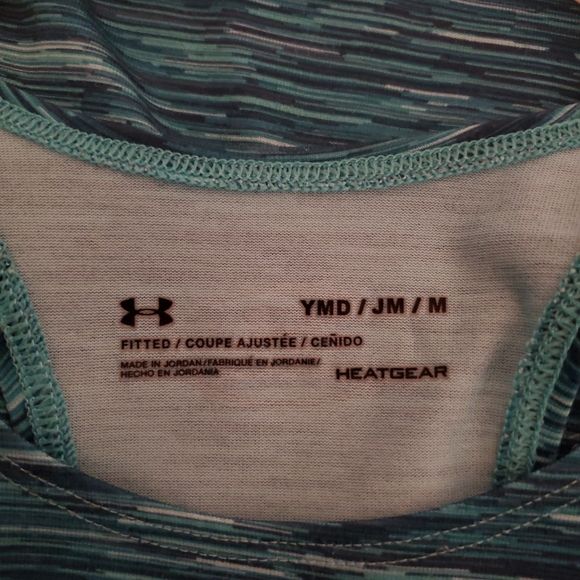 YMD / JM / M
FITTED / COUPE AJUSTÉE / CEÑIDO
MADE IN JORDAN/FABRIQUÉ EN JORDANIE/
HECHO EN JORDANIA
HEATGEAR